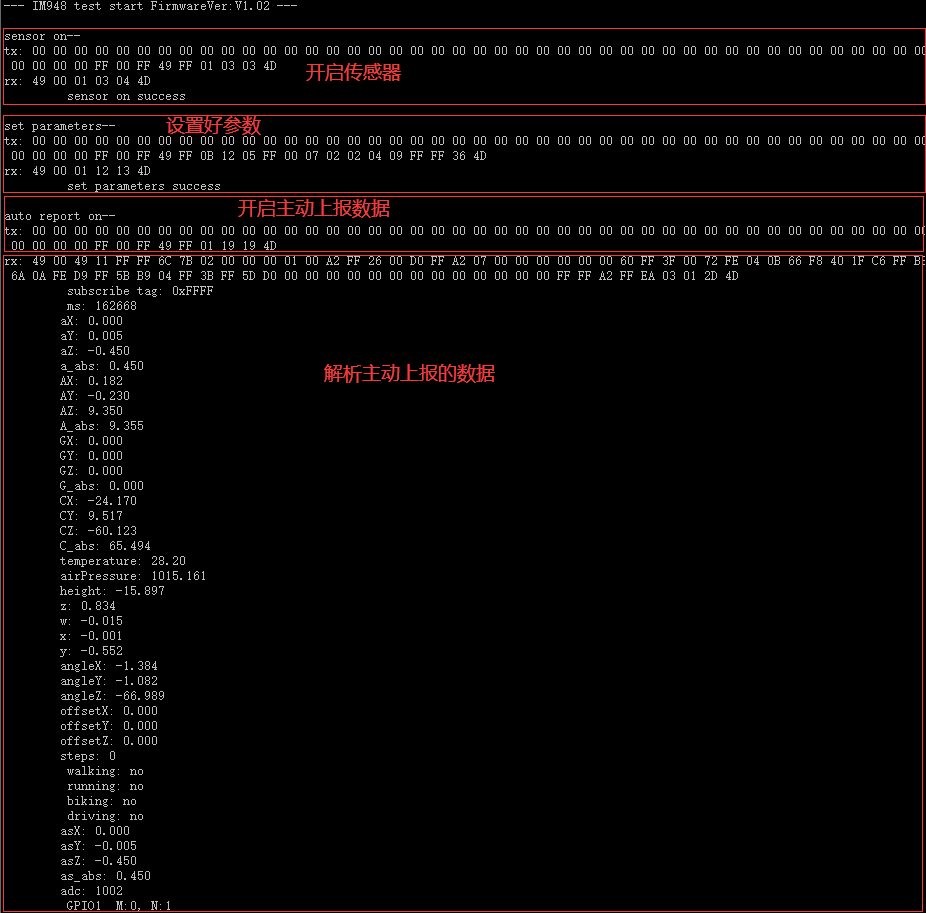 --- IM948 test start FirmwareVer:V1.02 ---
sensor on--
tx: 00 00 00 00 00 00 00 00 00 00 00 00 00 00 00 00 00 00 00 00 00 00 00 00 00 00 00 00 00 00 00 00 00 00 00 00 00 00 00 00 00 00 00
00 00 00 00 FF 00 FF 49 FF 01 03 03 4D
开启传感器
rx: 49 00 01 03 04 4D
sensor on success
set parameters--
设置好参数
tx: 00 00 00 00 00 00 00 00 00 00 00 00 00 00 00 00 00 00 00 00 00 00 00 00 00 00 00 00 00 00 00 00 00 00 00 00 00 00 00 00 00 00 00
00 00 00 00 FF 00 FF 49 FF 0B 12 05 FF 00 07 02 02 04 09 FF FF 36 4D
rx: 49 00 01 12 13 4D
set parameters success
开启主动上报数据
auto report on--
tx: 00 00 00 00 00 00 00 00 00 00 00 00 00 00 00 00 00 00 00 00 00 00 00 00 00 00 00 00 00 00 00 00 00 00 00 00 00 00 00 00 00 00 00
00 00 00 00 FF 00 FF 49 FF 01 19 19 4D
rx: 49 00 49 11 FF FF 6C 7B 02 00 00 00 01 00 A2 FF 26 00 D0 FF A2 07 00 00 00 00 00 00 60 FF 3F 00 72 FE 04 0B 66 F8 40 1F C6 FF
6A 0A FE D9 FF 5B B9 04 FF 3B FF 5D D0 00 00 00 00 00 00 00 00 00 00 00 00 00 FF FF A2 FF EA 03 01 2D 4D
subscribe tag: 0xFFFF
ms: 162668
aX: 0.000
aY: 0.005
aZ: -0.450
a_abs: 0.450
解析主动上报的数据
AX: 0.182
AY: -0.230
AZ: 9.350
A_abs: 9.355
GX: 0.000
GY: 0.000
GZ: 0.000
G_abs: 0.000
CX: -24.170
CY: 9.517
CZ: -60.123
C_abs: 65.494
temperature: 28.20
airPressure: 1015.161
height: -15.897
z: 0.834
w: -0.015
x: -0.001
y: -0.552
angleX: -1.384
angleY: -1.082
angleZ: -66.989
offsetX: 0.000
offsetY: 0.000
offsetZ: 0.000
steps: 0
walking: no
running: no
biking: no
driving: no
asX: 0.000
asY: -0.005
asZ: -0.450
as_abs: 0.450
adc: 1002
GPIO1  M:0, N:1